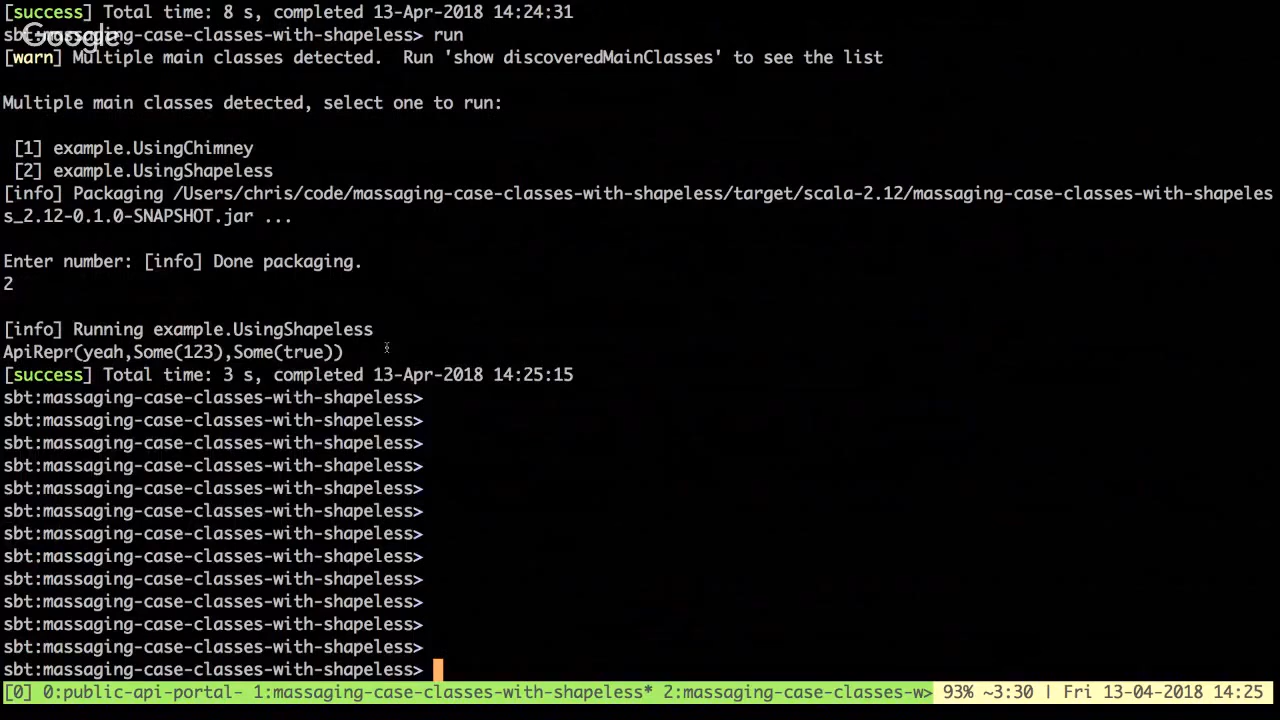 [success] Total time: 8 s, completed 13-Apr-2018 14:24:31
Google
sbt:massaging-case-classes-with-shapeless> run
[warn] Multiple main classes detected.  Run 'show discoveredMainClasses' to see the list
Multiple main classes detected, select one to run:
[1] example.UsingChimney
[2] example.UsingShapeless
[info] Packaging /Users/chris/code/massaging-case-classes-with-shapeless/target/scala-2.12/massaging-case-classes-with-shapeles
s_2.12-0.1.0-SNAPSHOT.jar ...
Enter number: [info] Done packaging.
2
[info] Running example.UsingShapeless
ApiRepr(yeah,Some(123),Some(true))
[success] Total time: 3 s, completed 13-Apr-2018 14:25:15
sbt:massaging-case-classes-with-shapeless>
sbt:massaging-case-classes-with-shapeless>
sbt:massaging-case-classes-with-shapeless>
sbt:massaging-case-classes-with-shapeless>
sbt:massaging-case-classes-with-shapeless>
sbt:massaging-case-classes-with-shapeless>
sbt:massaging-case-classes-with-shapeless>
sbt:massaging-case-classes-with-shapeless>
sbt:massaging-case-classes-with-shapeless>
sbt:massaging-case-classes-with-shapeless>
sbt:massaging-case-classes-with-shapeless>
sbt:massaging-case-classes-with-shapeless>
sbt:massaging-case-classes-with-shapeless>
[0] 0:public-api-portal- 1:massaging-case-classes-with-shapeless* 2:massaging-case-classes-w> 93% ~3:30 | Fri 13-04-2018 14:25